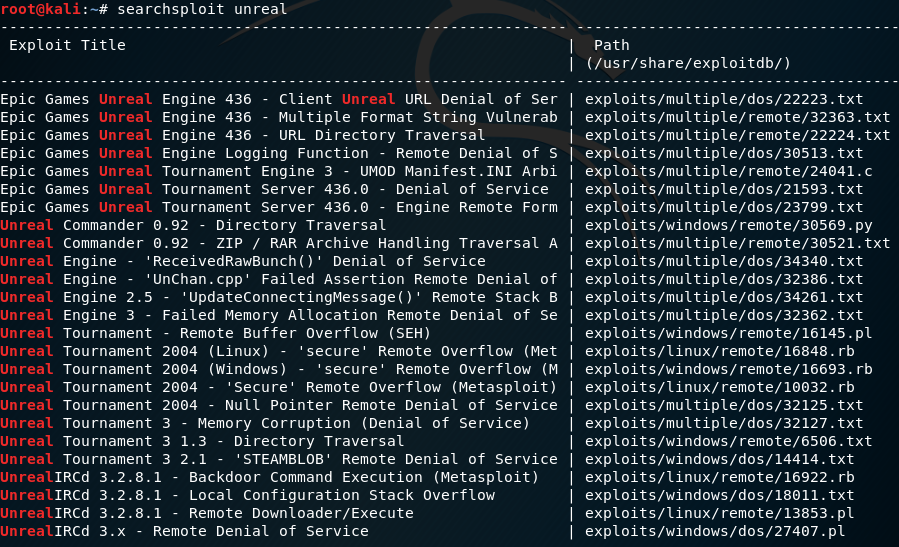 root@kali:~# searchsploit unreal
---------------------------------------------------------------- ----------------------------------
Exploit Title | Path
| (/usr/share/exploitdb/)
---------------------------------------------------------------- ----------------------------------
Epic Games Unreal Engine 436 - Client Unreal URL Denial of Ser | exploits/multiple/dos/22223.txt
Epic Games Unreal Engine 436 - Multiple Format String Vulnerab | exploits/multiple/remote/32363.txt
Epic Games Unreal Engine 436 - URL Directory Traversal | exploits/multiple/remote/22224.txt
Epic Games Unreal Engine Logging Function - Remote Denial of S | exploits/multiple/dos/30513.txt
Epic Games Unreal Tournament Engine 3 - UMOD Manifest.INI Arbi | exploits/multiple/remote/24041.c
Epic Games Unreal Tournament Server 436.0 - Denial of Service | exploits/multiple/dos/21593.txt
Epic Games Unreal Tournament Server 436.0 - Engine Remote Form | exploits/multiple/dos/23799.txt
Unreal Commander 0.92 - Directory Traversal | exploits/windows/remote/30569.py
Unreal Commander 0.92 - ZIP / RAR Archive Handling Traversal A | exploits/multiple/remote/30521.txt
Unreal Engine - 'ReceivedRawBunch()' Denial of Service | exploits/multiple/dos/34340.txt
Unreal Engine - 'UnChan.cpp' Failed Assertion Remote Denial of | exploits/multiple/dos/32386.txt
Unreal Engine 2.5 - 'UpdateConnectingMessage()' Remote Stack B | exploits/multiple/dos/34261.txt
Unreal Engine 3 - Failed Memory Allocation Remote Denial of Se | exploits/multiple/dos/32362.txt
Unreal Tournament - Remote Buffer Overflow (SEH) | exploits/windows/remote/16145.pl
Unreal Tournament 2004 (Linux) - 'secure' Remote Overflow (Met | exploits/linux/remote/16848.rb
Unreal Tournament 2004 (Windows) - 'secure' Remote Overflow (M | exploits/windows/remote/16693.rb
Unreal Tournament 2004 - 'Secure' Remote Overflow (Metasploit) | exploits/linux/remote/10032.rb
Unreal Tournament 2004 - Null Pointer Remote Denial of Service | exploits/multiple/dos/32125.txt
Unreal Tournament 3 - Memory Corruption (Denial of Service) | exploits/multiple/dos/32127.txt
Unreal Tournament 3 1.3 - Directory Traversal | exploits/windows/remote/6506.txt
Unreal Tournament 3 2.1 - 'STEAMBLOB' Remote Denial of Service | exploits/windows/dos/14414.txt
UnrealIRCd 3.2.8.1 - Backdoor Command Execution (Metasploit) | exploits/linux/remote/16922.rb
UnrealIRCd 3.2.8.1 - Local Configuration Stack Overflow | exploits/windows/dos/18011.txt
UnrealIRCd 3.2.8.1 - Remote Downloader/Execute | exploits/linux/remote/13853.pl
UnrealIRCd 3.x - Remote Denial of Service | exploits/windows/dos/27407.pl